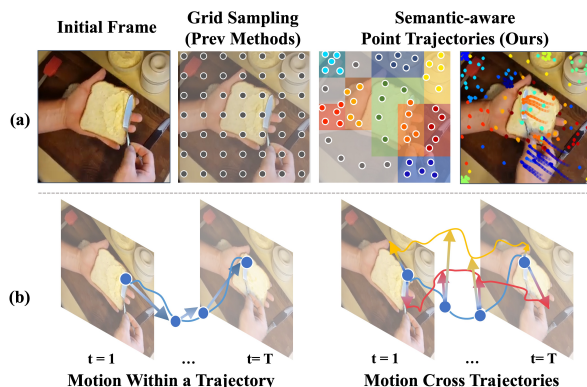 Initial Frame
Grid Sampling
(Prev Methods)
Semantic-aware
Point Trajectories (Ours)
(a)
(b)
t = 1
...
t= T
t = 1
...
t= T
Motion Within a Trajectory
Motion Cross Trajectories